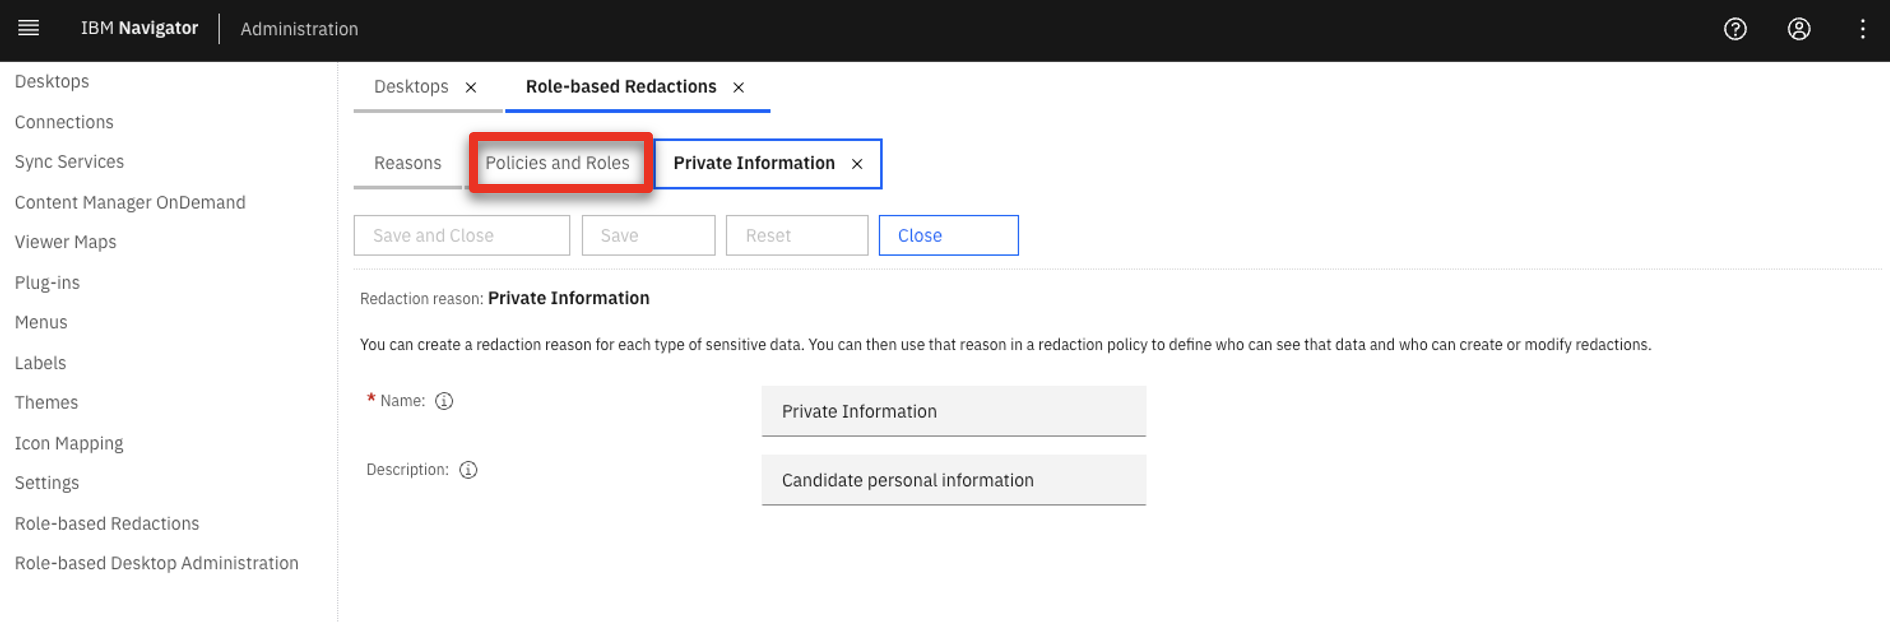 IBM Navigator Administration
Desktops
Connections
Sync Services
Content Manager OnDemand
Viewer Maps
Plug-ins
Menus
Labels
Themes
Icon Mapping
Settings
Role-based Redactions
Role-based Desktop Administration
Desktops Role-based Redactions
Reasons Policies and Roles Private Information
Save and Close Save Reset Close
Redaction reason: Private Information
You can create a redaction reason for each type of sensitive data. You can then use that reason in a redaction policy to define who can see that data and who can create or modify redactions.
* Name: Private Information
Description: Candidate personal information